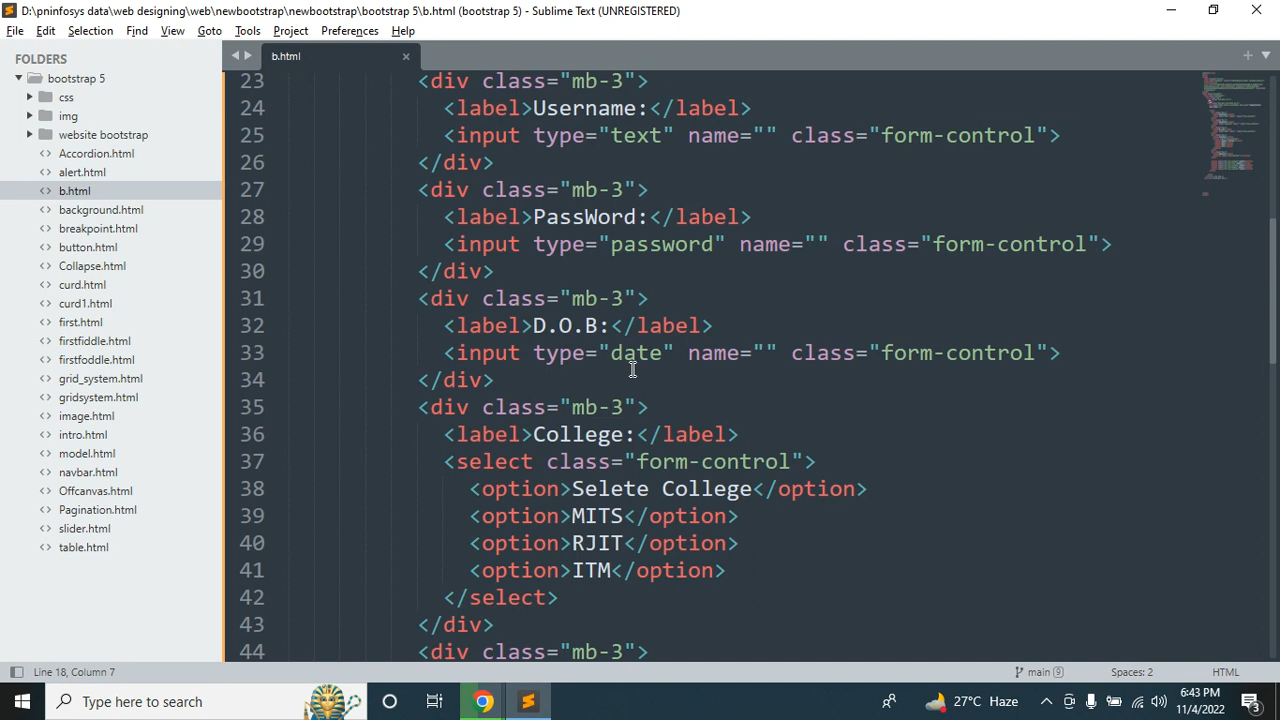 D:\pninfosys data\web designing\web\newbootstrap\newbootstrap\bootstrap 5\b.html (bootstrap 5) - Sublime Text (UNREGISTERED)
File Edit Selection Find View Goto Tools Project Preferences Help
FOLDERS
bootstrap 5
css
img
website bootstrap
Accordion.html
alert.html
b.html
background.html
breakpoint.html
button.html
Collapse.html
curd.html
curd1.html
first.html
firstfiddle.html
firstfoddle.html
grid_system.html
gridsystem.html
image.html
intro.html
model.html
navbar.html
Offcanvas.html
Pagination.html
slider.html
table.html
b.html
23 <div class="mb-3">
24 <label>Username:</label>
25 <input type="text" name="" class="form-control">
26 </div>
27 <div class="mb-3">
28 <label>PassWord:</label>
29 <input type="password" name="" class="form-control">
30 </div>
31 <div class="mb-3">
32 <label>D.O.B:</label>
33 <input type="date" name="" class="form-control">
34 </div>
35 <div class="mb-3">
36 <label>College:</label>
37 <select class="form-control">
38 <option>Selete College</option>
39 <option>MITS</option>
40 <option>RJIT</option>
41 <option>ITM</option>
42 </select>
43 </div>
44 <div class="mb-3">
Line 18, Column 7
main 9
Spaces: 2
HTML
Type here to search
27°C Haze
6:43 PM
11/4/2022
3